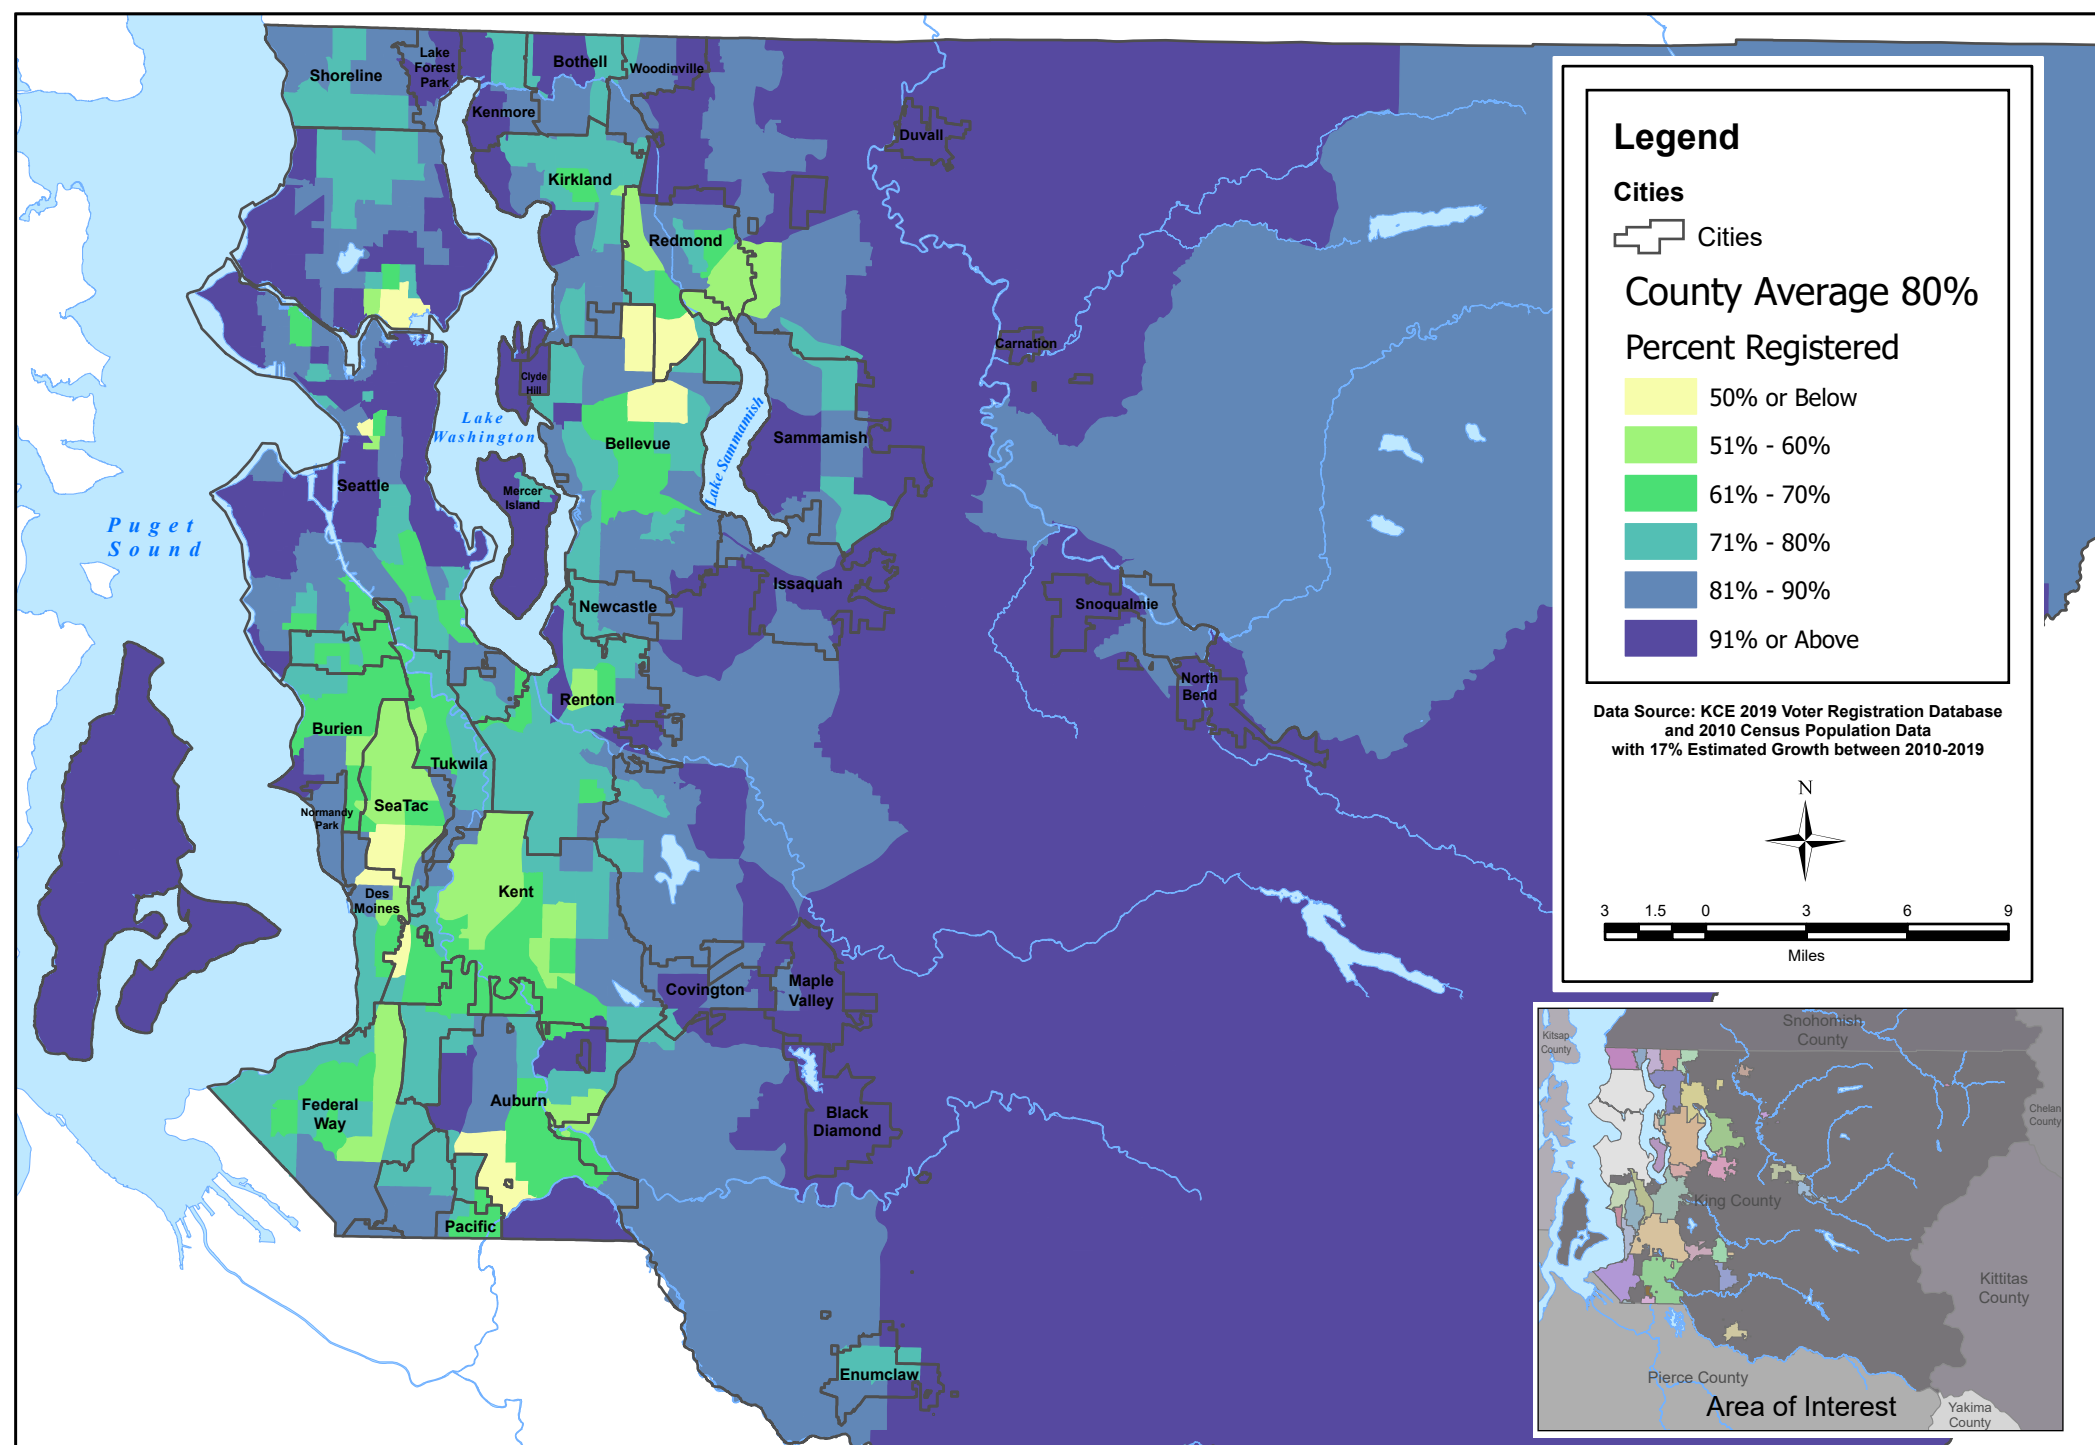 Shoreline
Lake
Forest
Park
Bothell
Woodinville
Kenmore
Duvall
Kirkland
Redmond
Carnation
Clyde
Hill
Lake
Washington
Bellevue
Lake Sammamish
Sammamish
Seattle
Mercer
Island
Puget
Sound
Issaquah
Newcastle
Snoqualmie
North
Bend
Renton
Burien
Tukwila
SeaTac
Normandy
Park
Des
Moines
Kent
Covington
Maple
Valley
Federal
Way
Auburn
Black
Diamond
Pacific
Enumclaw
Legend
Cities
Cities
County Average 80%
Percent Registered
50% or Below
51% - 60%
61% - 70%
71% - 80%
81% - 90%
91% or Above
Data Source: KCE 2019 Voter Registration Database
and 2010 Census Population Data
with 17% Estimated Growth between 2010-2019
N
3 1.5 0 3 6 9
Miles
Snohomish
County
Kitsap
County
Chelan
County
King County
Kittitas
County
Pierce County
Yakima
County
Area of Interest